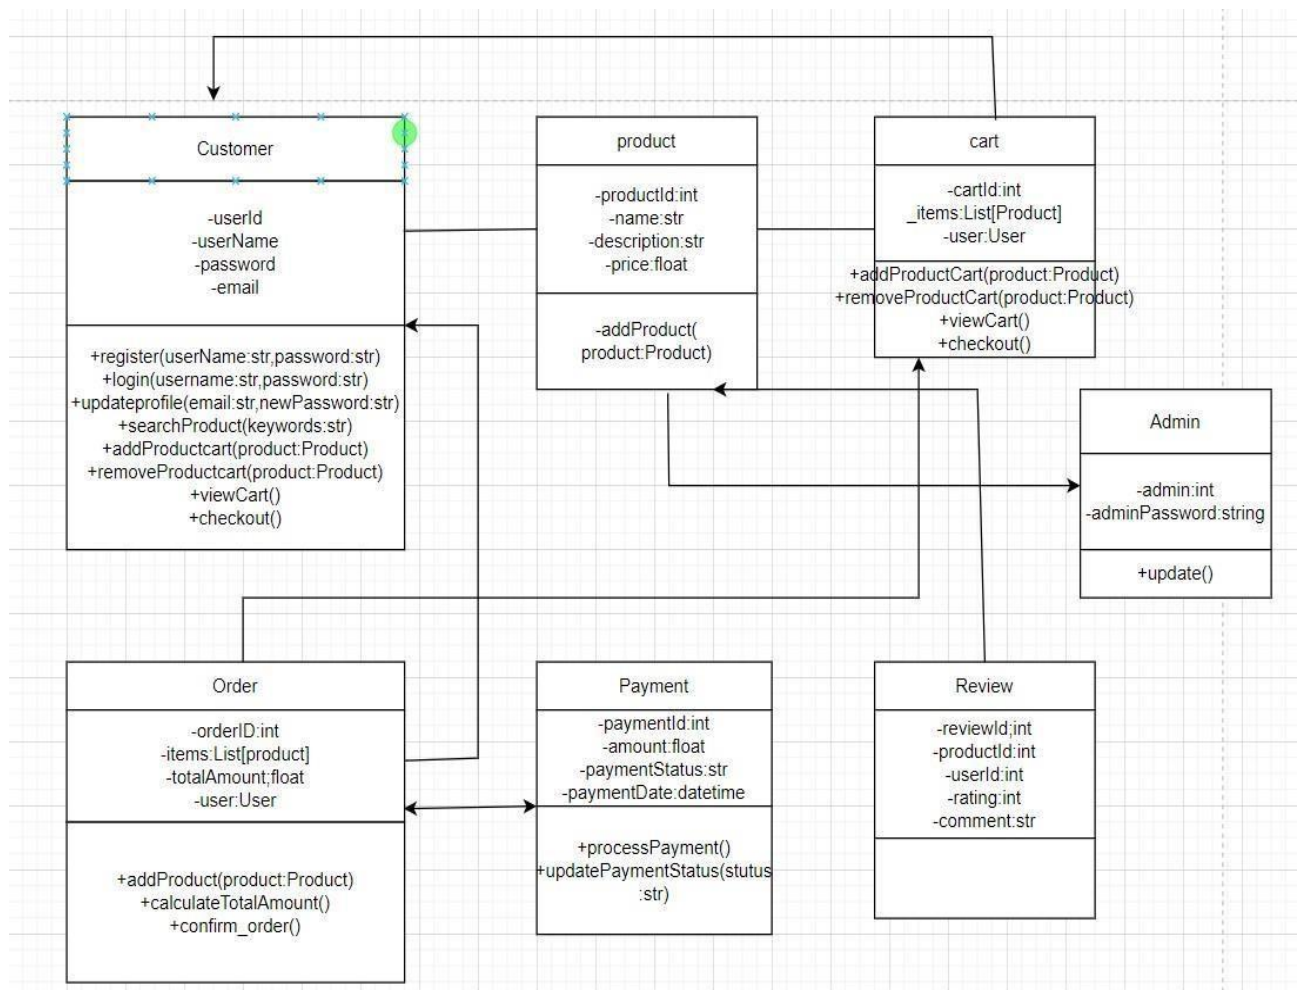 Customer
-userId
-userName
-password
-email
+register(userName:str,password:str)
+login(username:str,password:str)
+updateprofile(email:str,newPassword:str)
+searchProduct(keywords:str)
+addProductcart(product:Product)
+removeProductcart(product:Product)
+viewCart()
+checkout()
product
-productId:int
-name:str
-description:str
-price:float
-addProduct(
product:Product)
cart
-cartId:int
_items:List[Product]
-user:User
+addProductCart(product:Product)
+removeProductCart(product:Product)
+viewCart()
+checkout()
Admin
-admin:int
-adminPassword:string
+update()
Order
-orderID:int
-items:List[product]
-totalAmount;float
-user:User
+addProduct(product:Product)
+calculateTotalAmount()
+confirm_order()
Payment
-paymentId:int
-amount:float
-paymentStatus:str
-paymentDate:datetime
+processPayment()
+updatePaymentStatus(stutus
:str)
Review
-reviewId;int
-productId:int
-userId:int
-rating:int
-comment:str